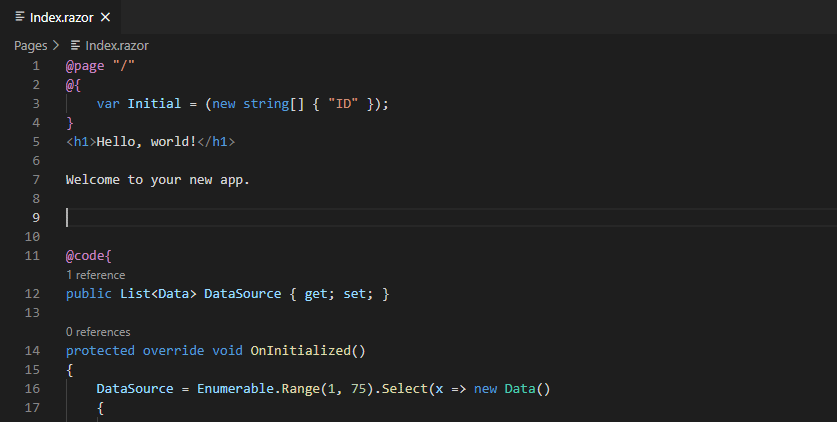 Index.razor
Pages > Index.razor
1 @page "/"
2 @{
3     var Initial = (new string[] { "ID" });
4 }
5 <h1>Hello, world!</h1>
6
7 Welcome to your new app.
8
9
10
11 @code{
1 reference
12 public List<Data> DataSource { get; set; }
13
0 references
14 protected override void OnInitialized()
15 {
16     DataSource = Enumerable.Range(1, 75).Select(x => new Data()
17     {